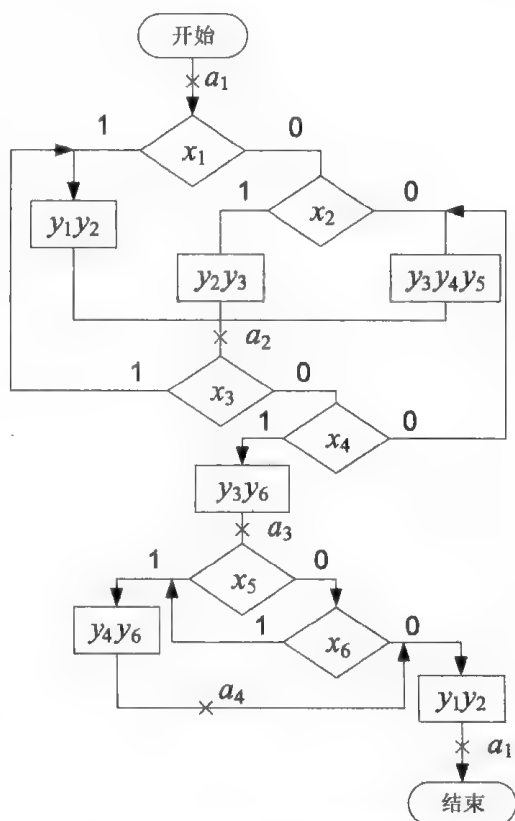 开始
a₁
1 x₁ 0
1 x₂ 0
y₁y₂
y₂y₃
y₃y₄y₅
a₂
1 x₃ 0
1 x₄ 0
y₃y₆
a₃
1 x₅ 0
y₄y₆
1 x₆ 0
a₄
y₁y₂
a₁
结束